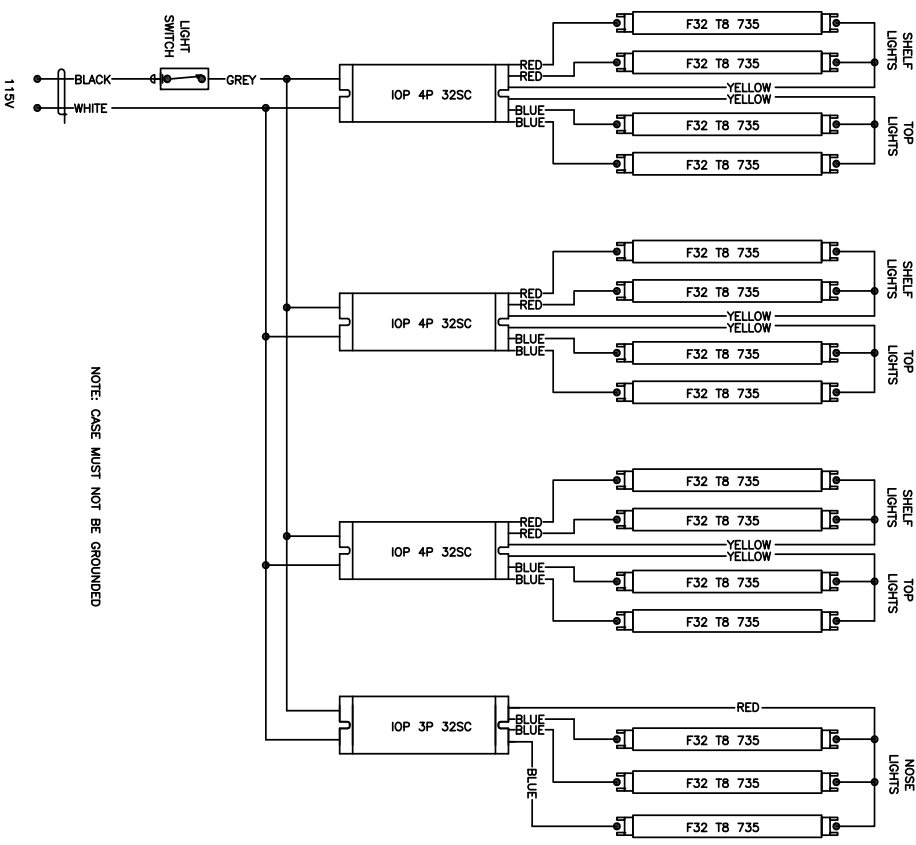 F32 T8 735
SHELF
LIGHTS
LIGHT
SWITCH
RED
RED
F32 T8 735
115V
BLACK
GREY
IOP 4P 32SC
YELLOW
YELLOW
WHITE
BLUE
BLUE
F32 T8 735
TOP
LIGHTS
F32 T8 735
F32 T8 735
SHELF
LIGHTS
RED
RED
F32 T8 735
IOP 4P 32SC
YELLOW
YELLOW
BLUE
BLUE
F32 T8 735
TOP
LIGHTS
F32 T8 735
NOTE: CASE MUST NOT BE GROUNDED
F32 T8 735
SHELF
LIGHTS
RED
RED
F32 T8 735
IOP 4P 32SC
YELLOW
YELLOW
BLUE
BLUE
F32 T8 735
TOP
LIGHTS
F32 T8 735
RED
IOP 3P 32SC
BLUE
BLUE
BLUE
F32 T8 735
F32 T8 735
F32 T8 735
NOSE
LIGHTS